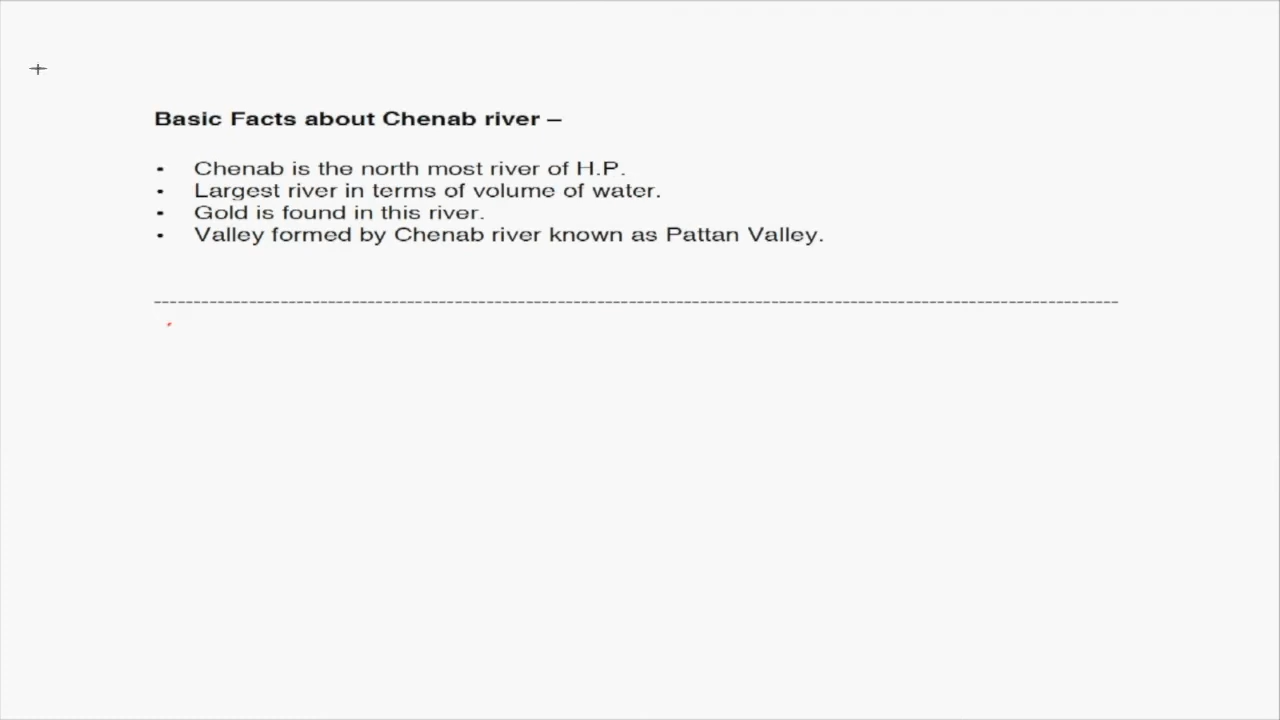 Basic Facts about Chenab river –
• Chenab is the north most river of H.P.
• Largest river in terms of volume of water.
• Gold is found in this river.
• Valley formed by Chenab river known as Pattan Valley.